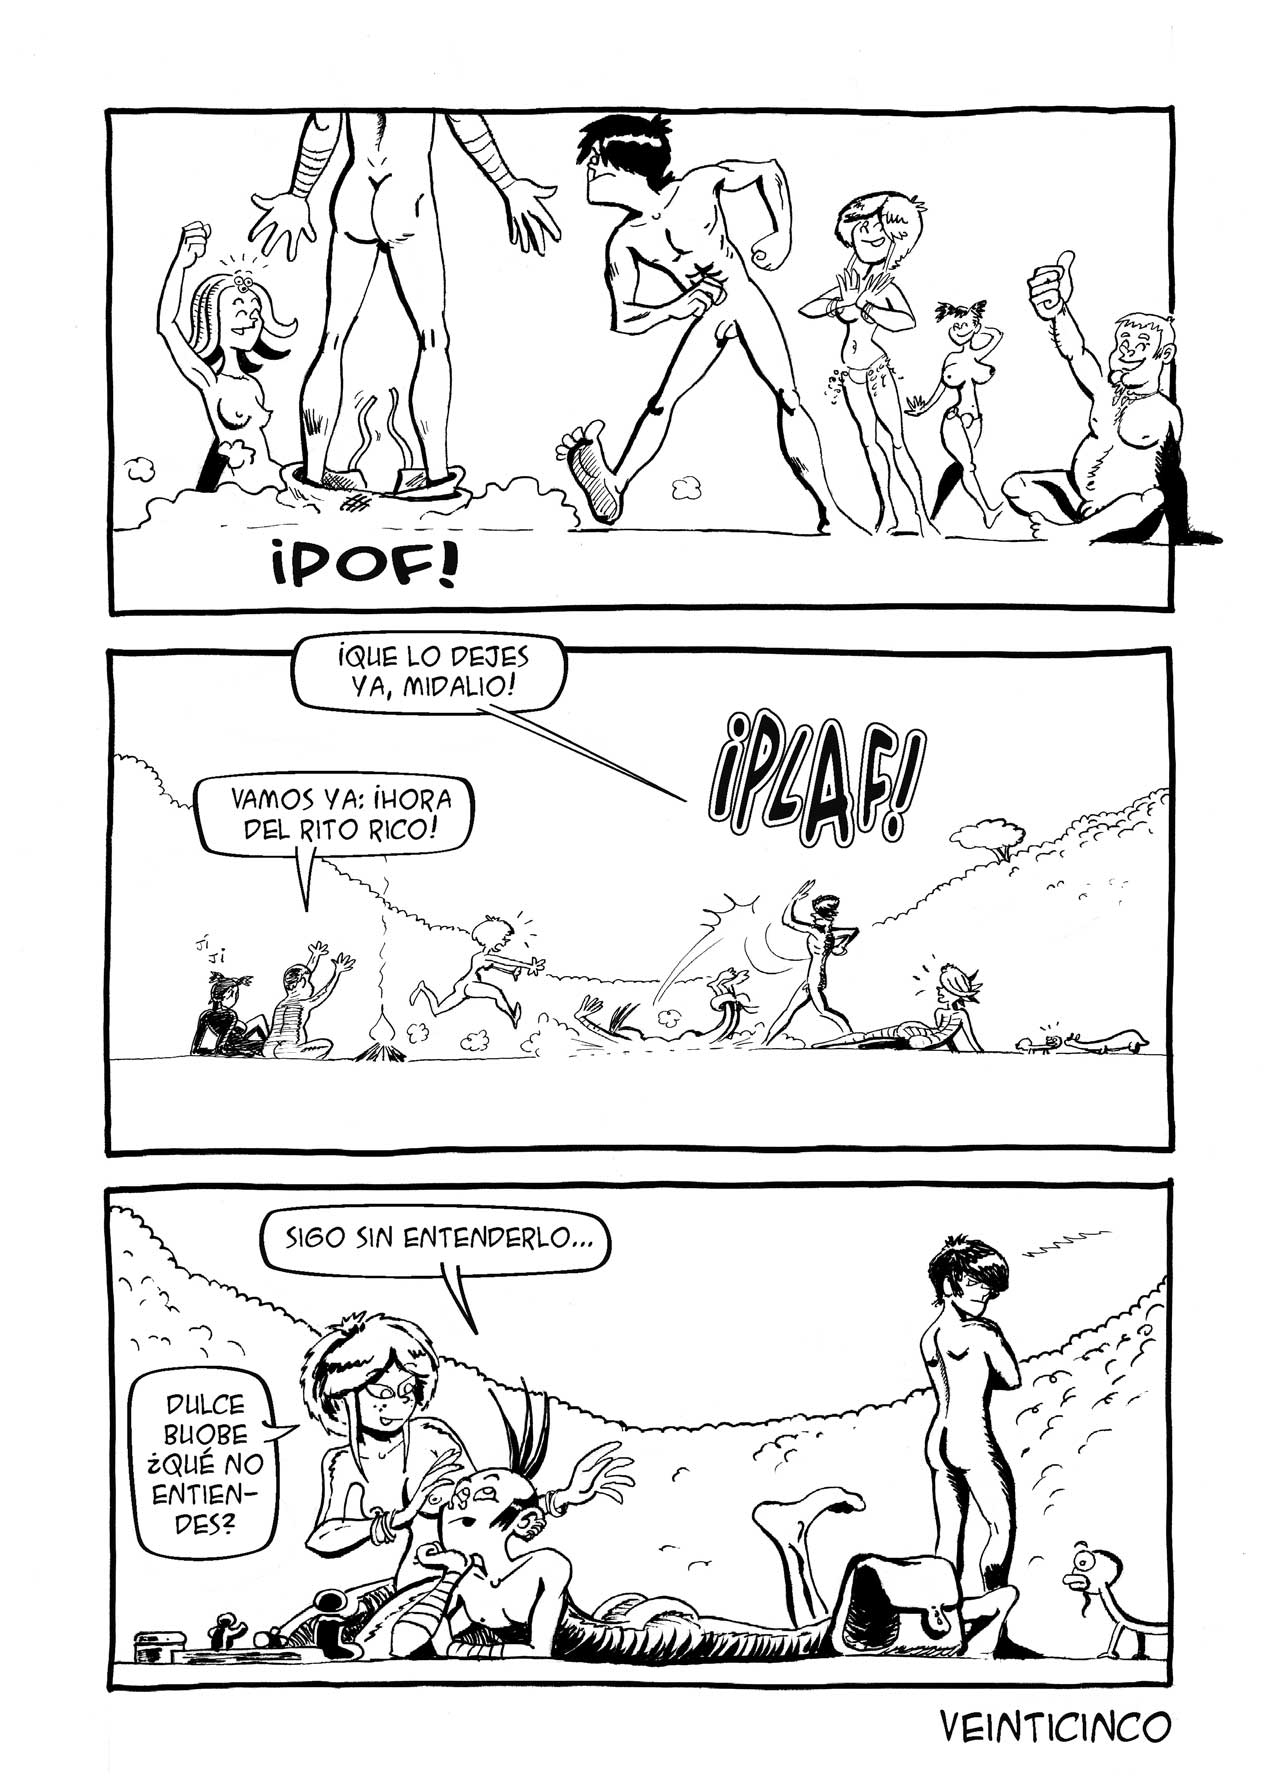 ¡POF!
¡QUE LO DEJES
YA, MIDALIO!
¡PLAF!
VAMOS YA: ¡HORA
DEL RITO RICO!
JÍ
JI
SIGO SIN ENTENDERLO...
DULCE
BUOBE
¿QUÉ NO
ENTIEN-
DES?
VEINTICINCO